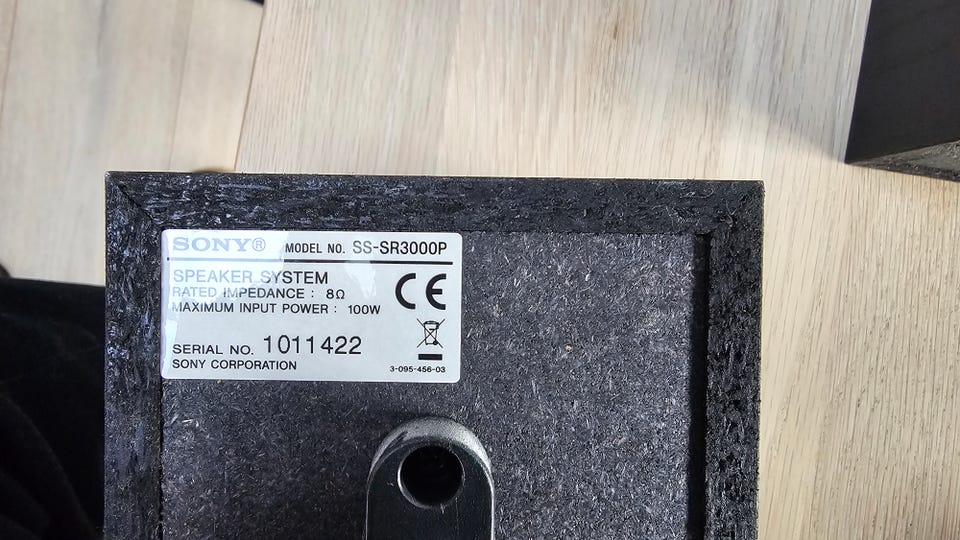 SONY® MODEL NO. SS-SR3000P
SPEAKER SYSTEM
RATED IMPEDANCE : 8Ω
MAXIMUM INPUT POWER : 100W
CE
SERIAL NO. 1011422
SONY CORPORATION
3-095-456-03